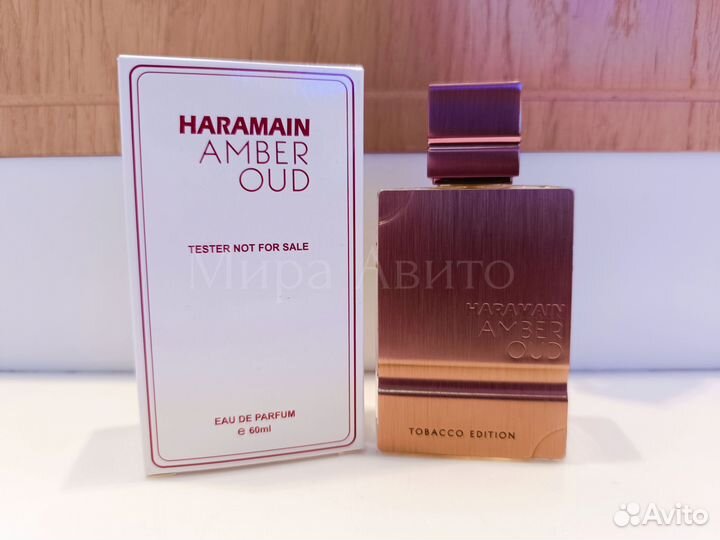 HARAMAIN
AMBER
OUD
TESTER NOT FOR SALE
EAU DE PARFUM
e 60ml
HARAMAIN
AMBER
OUD
TOBACCO EDITION
Мира Авито
Avito